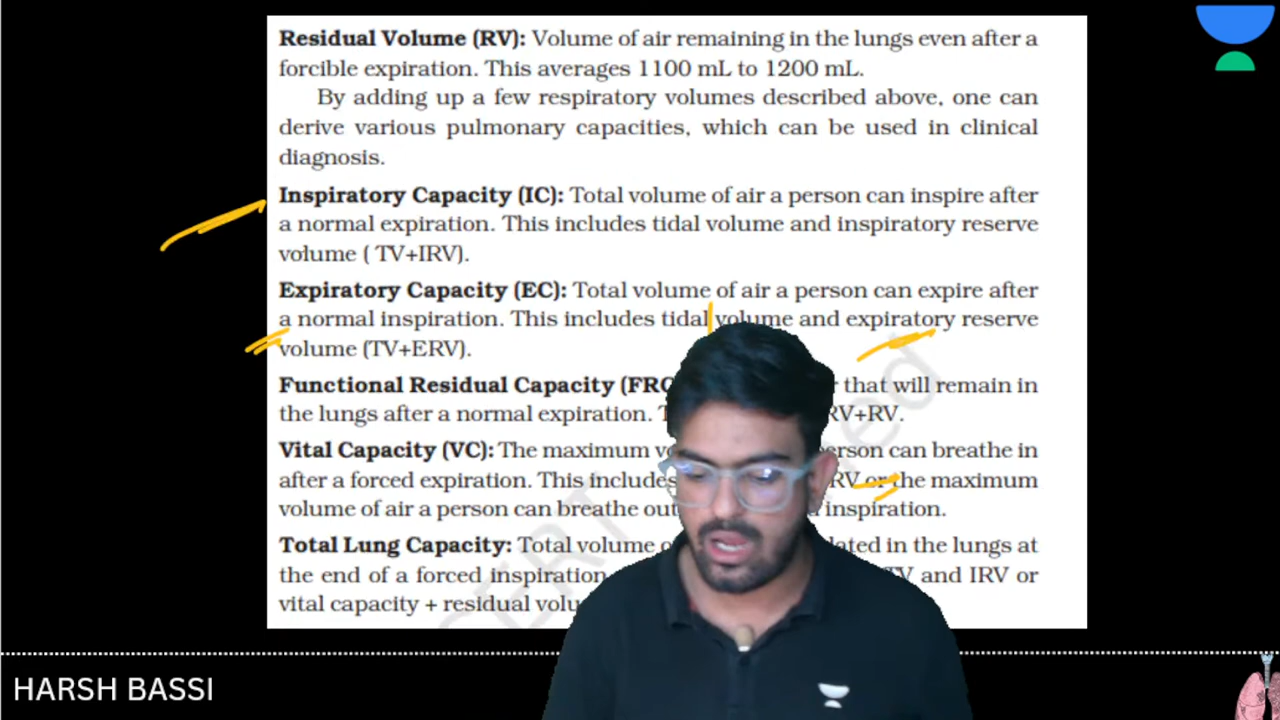 Residual Volume (RV): Volume of air remaining in the lungs even after a
forcible expiration. This averages 1100 mL to 1200 mL.
By adding up a few respiratory volumes described above, one can
derive various pulmonary capacities, which can be used in clinical
diagnosis.
Inspiratory Capacity (IC): Total volume of air a person can inspire after
a normal expiration. This includes tidal volume and inspiratory reserve
volume ( TV+IRV).
Expiratory Capacity (EC): Total volume of air a person can expire after
a normal inspiration. This includes tidal volume and expiratory reserve
volume (TV+ERV).
Functional Residual Capacity (FRC that will remain in
the lungs after a normal expiration. RV+RV.
Vital Capacity (VC): The maximum person can breathe in
after a forced expiration. This includes RV or the maximum
volume of air a person can breathe out inspiration.
Total Lung Capacity: Total volume in the lungs at
the end of a forced inspiration TV and IRV or
vital capacity + residual
HARSH BASSI